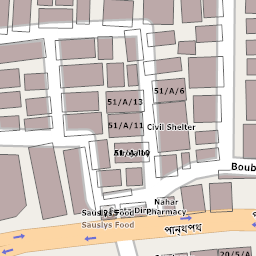 51/A/6
51/A/13
51/A/11
Civil Shelter
Boub
Nahar
Pharmacy
Sauslys Food
পান্থপথ
20/5/A